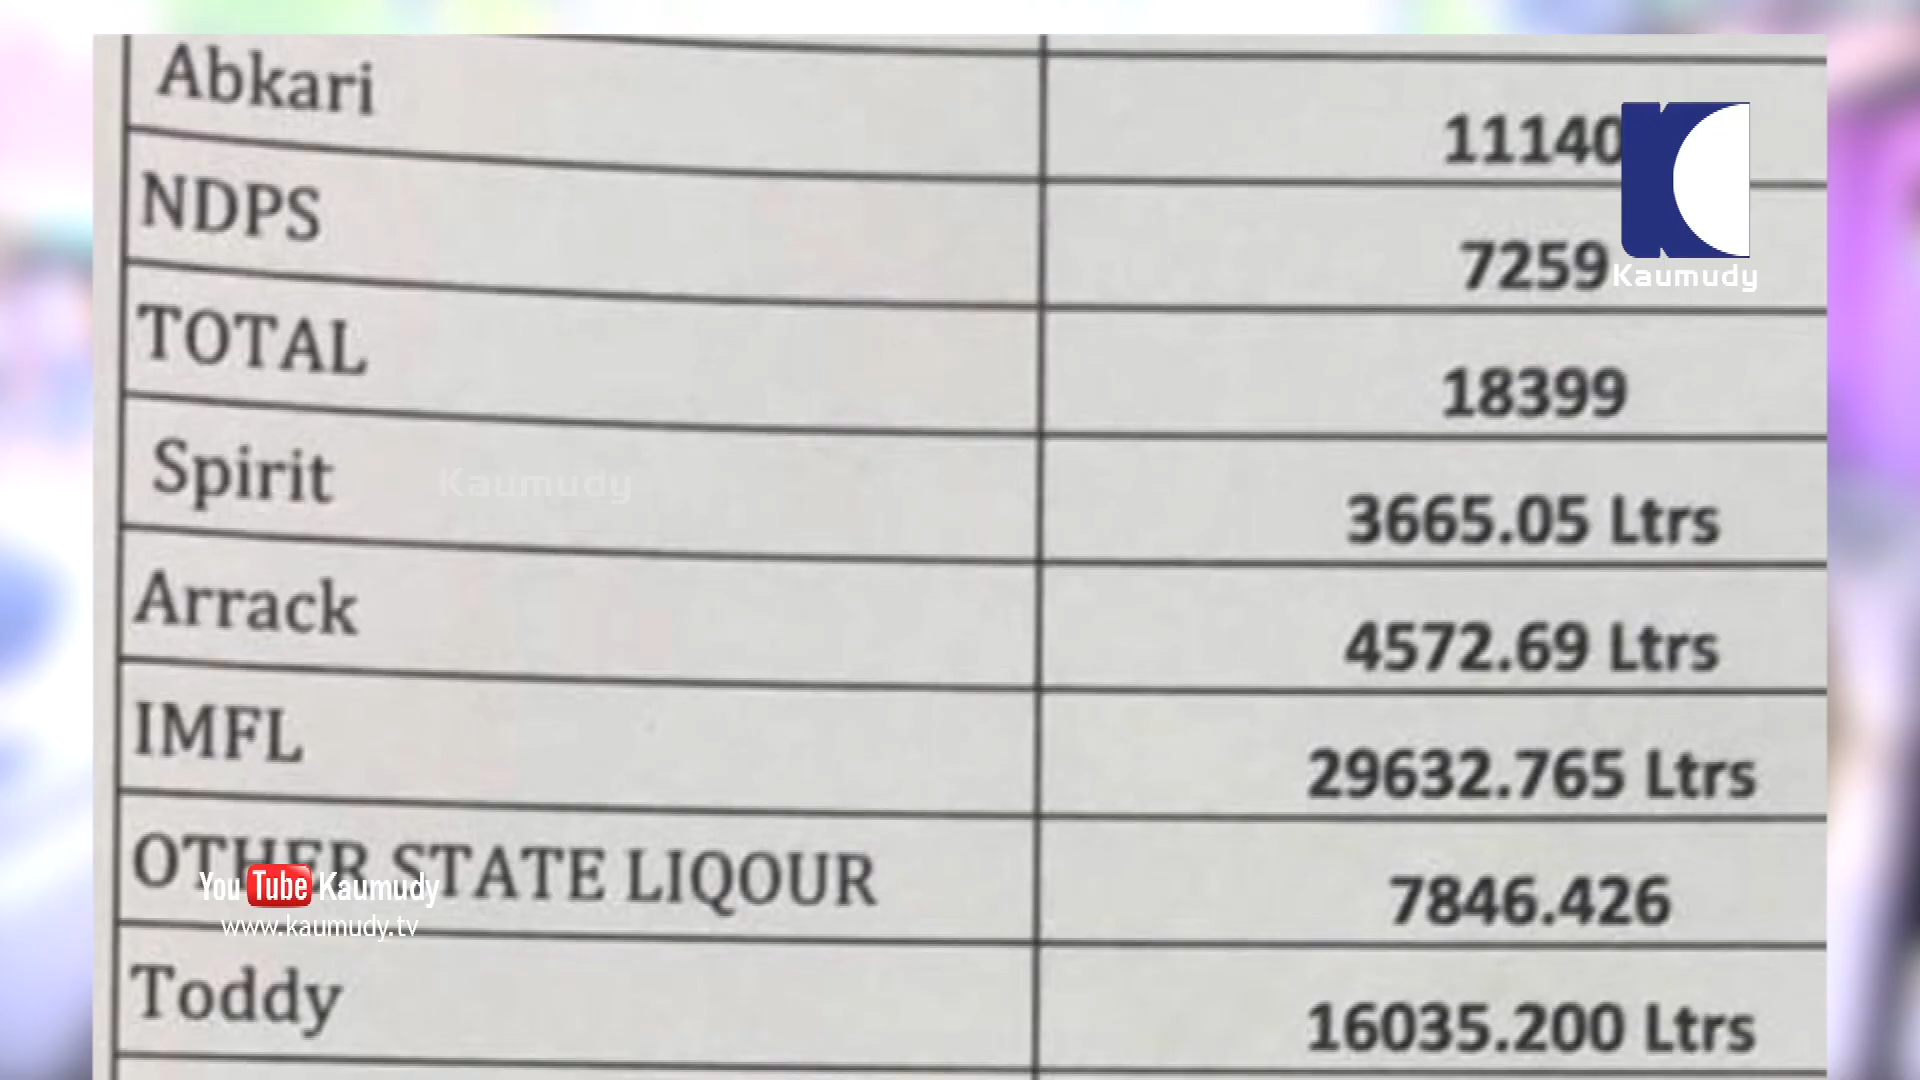 Abkari 11140
NDPS 7259
Kaumudy
TOTAL 18399
Spirit 3665.05 Ltrs
Kaumudy
Arrack 4572.69 Ltrs
IMFL 29632.765 Ltrs
OTHER STATE LIQOUR 7846.426
You Tube Kaumudy
www.kaumudy.tv
Toddy 16035.200 Ltrs